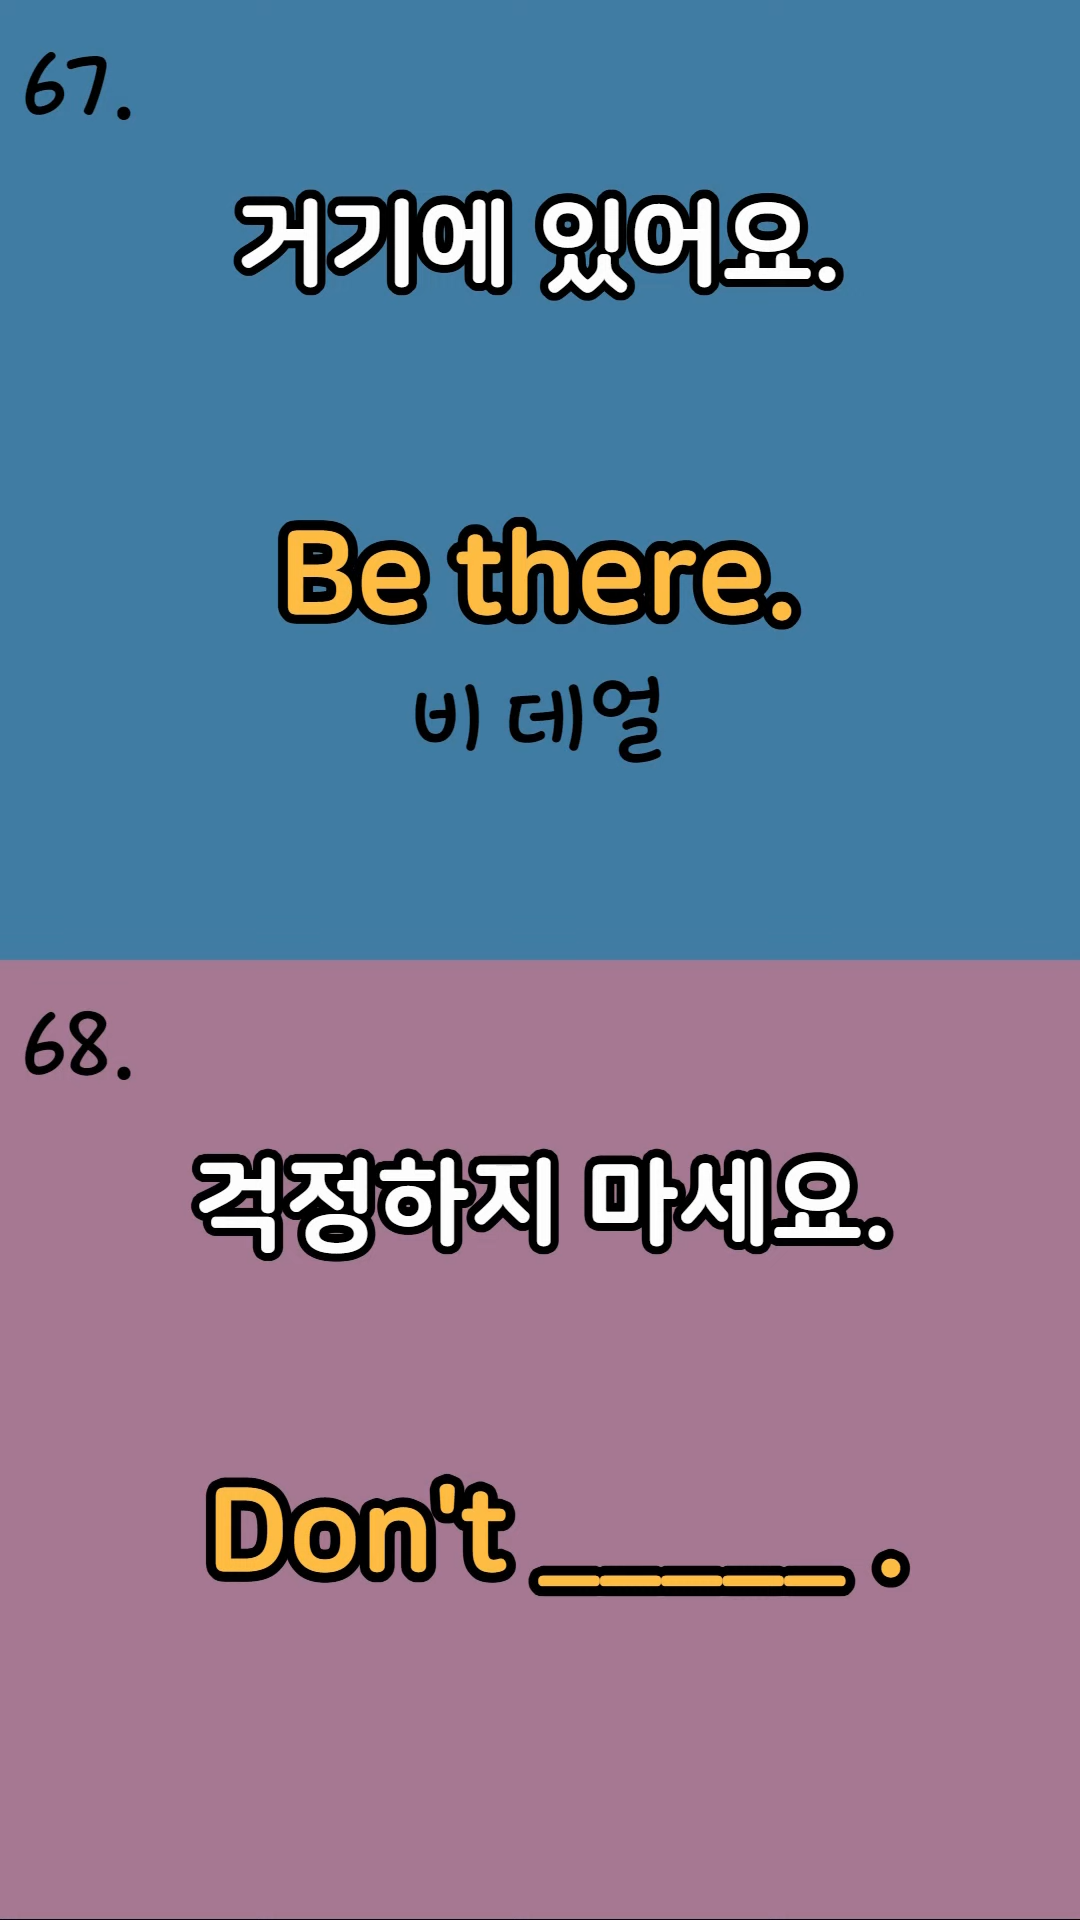 67.
거기에 있어요.
Be there.
비 데얼
68.
걱정하지 마세요.
Don't _____ .